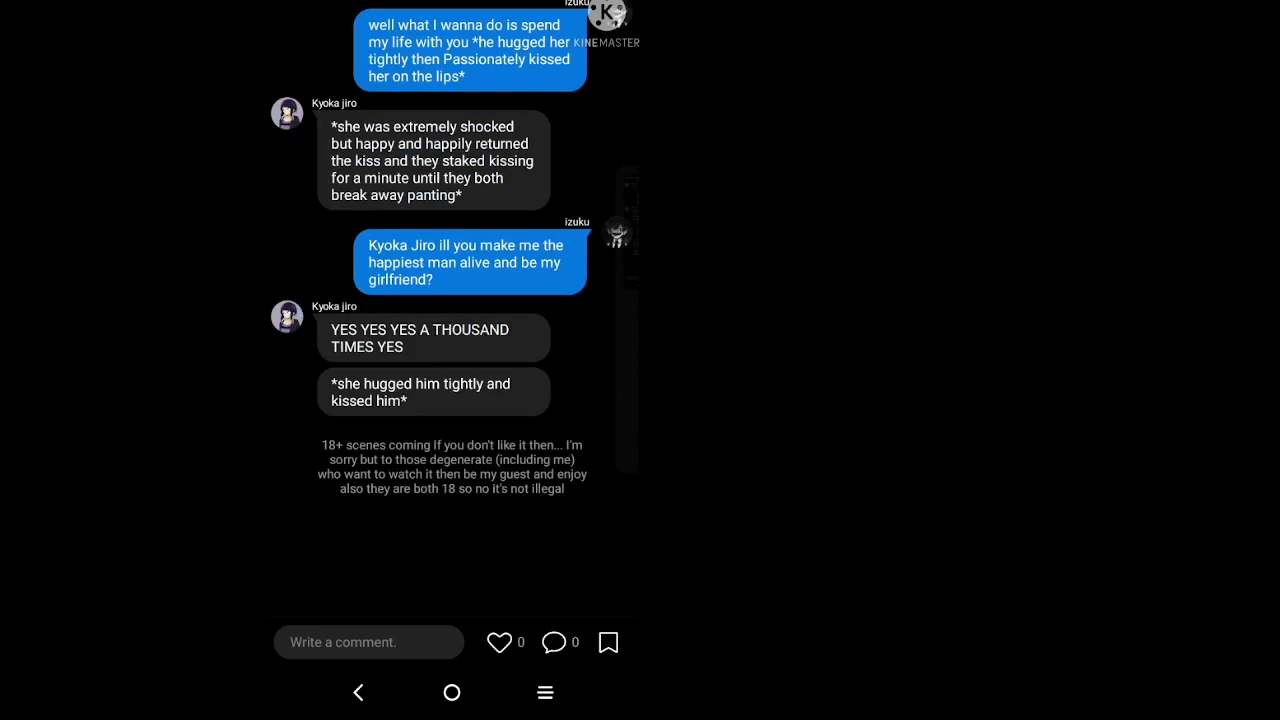 izuku
K
KINEMASTER
well what I wanna do is spend
my life with you *he hugged her
tightly then Passionately kissed
her on the lips*
Kyoka jiro
*she was extremely shocked
but happy and happily returned
the kiss and they staked kissing
for a minute until they both
break away panting*
izuku
Kyoka Jiro ill you make me the
happiest man alive and be my
girlfriend?
Kyoka jiro
YES YES YES A THOUSAND
TIMES YES
*she hugged him tightly and
kissed him*
18+ scenes coming If you don't like it then... I'm
sorry but to those degenerate (including me)
who want to watch it then be my guest and enjoy
also they are both 18 so no it's not illegal
Write a comment.
0
0